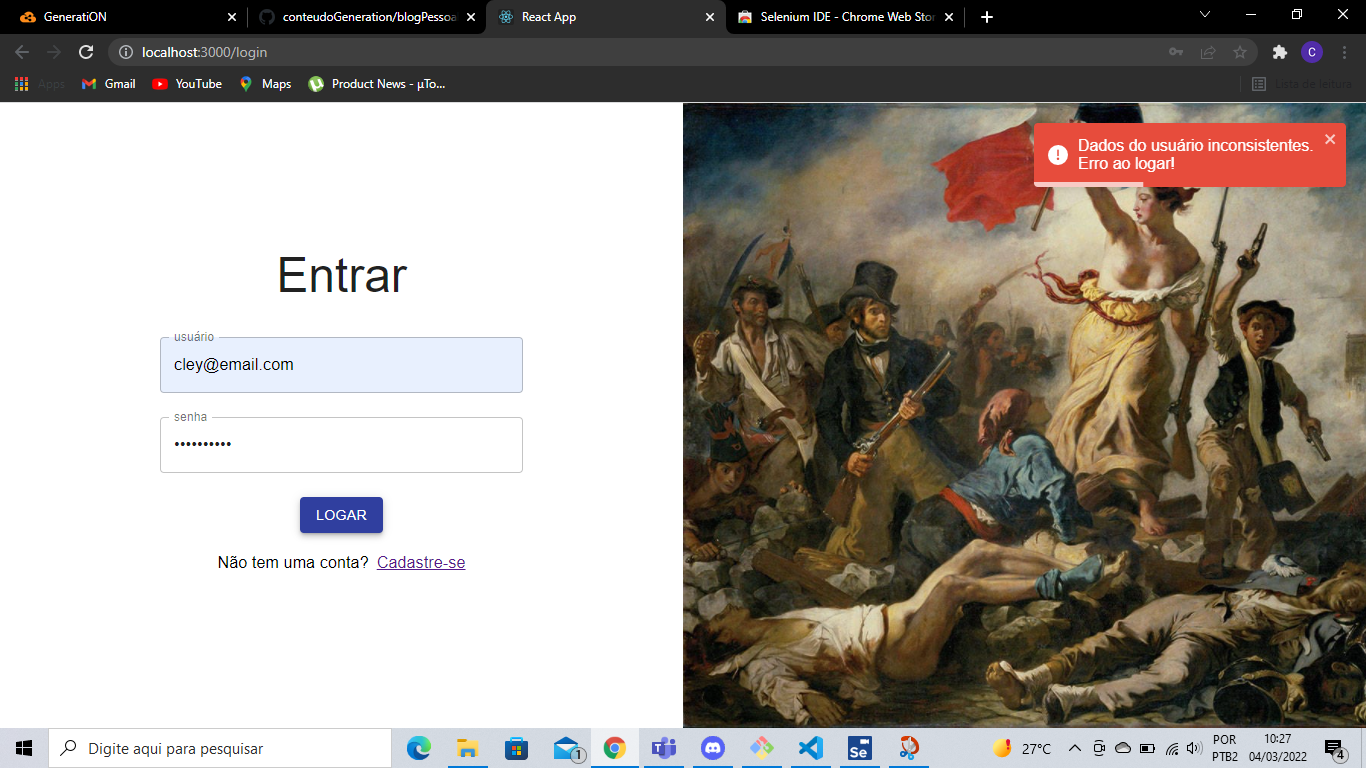 GeneratiON
conteudoGeneration/blogPessoa
React App
Selenium IDE - Chrome Web Stor
localhost:3000/login
C
Apps
Gmail
YouTube
Maps
Product News - µTo...
Lista de leitura
Dados do usuário inconsistentes.
Erro ao logar!
Entrar
usuário
cley@email.com
senha
••••••••••
LOGAR
Não tem uma conta? Cadastre-se
Digite aqui para pesquisar
1
Se
27°C
POR
PTB2
10:27
04/03/2022
4